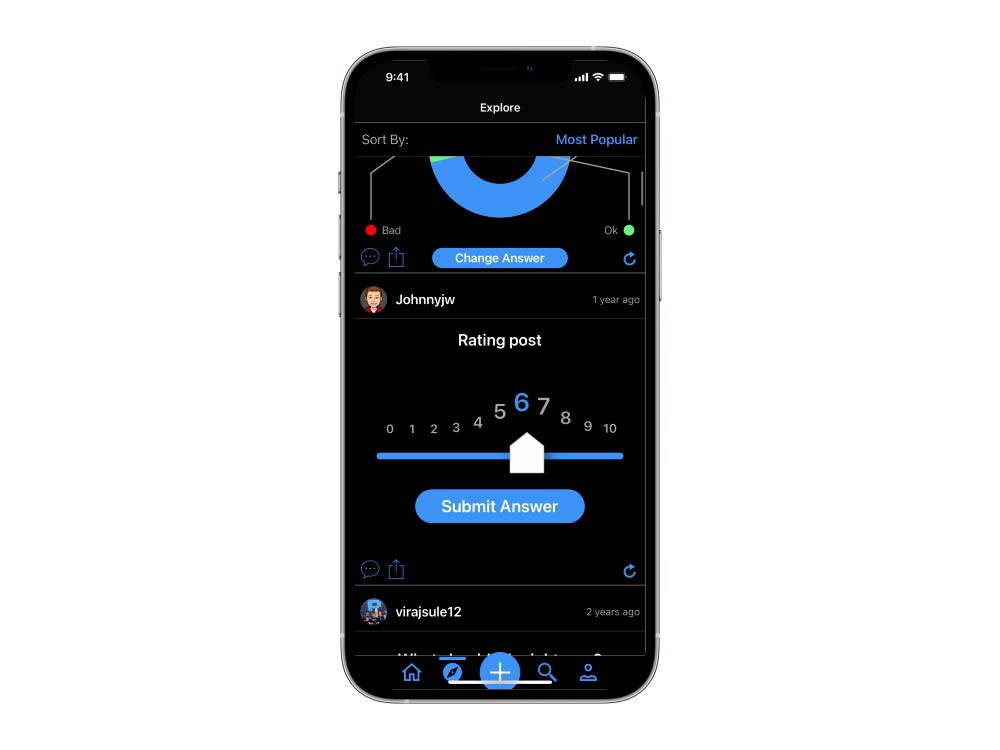 9:41
Explore
Sort By: Most Popular
Bad Ok
Change Answer
Johnnyjw 1 year ago
Rating post
0 1 2 3 4 5 6 7 8 9 10
Submit Answer
virajsule12 2 years ago